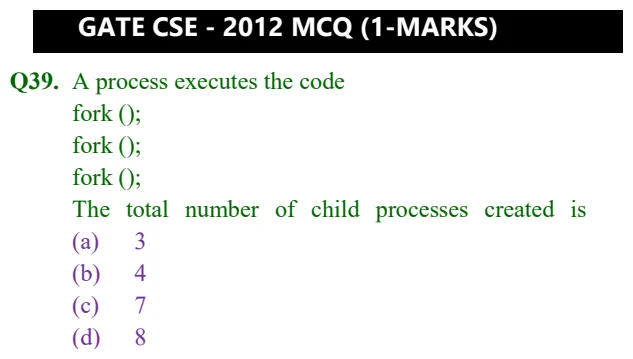 GATE CSE - 2012 MCQ (1-MARKS)
Q39. A process executes the code
fork ();
fork ();
fork ();
The total number of child processes created is
(a) 3
(b) 4
(c) 7
(d) 8